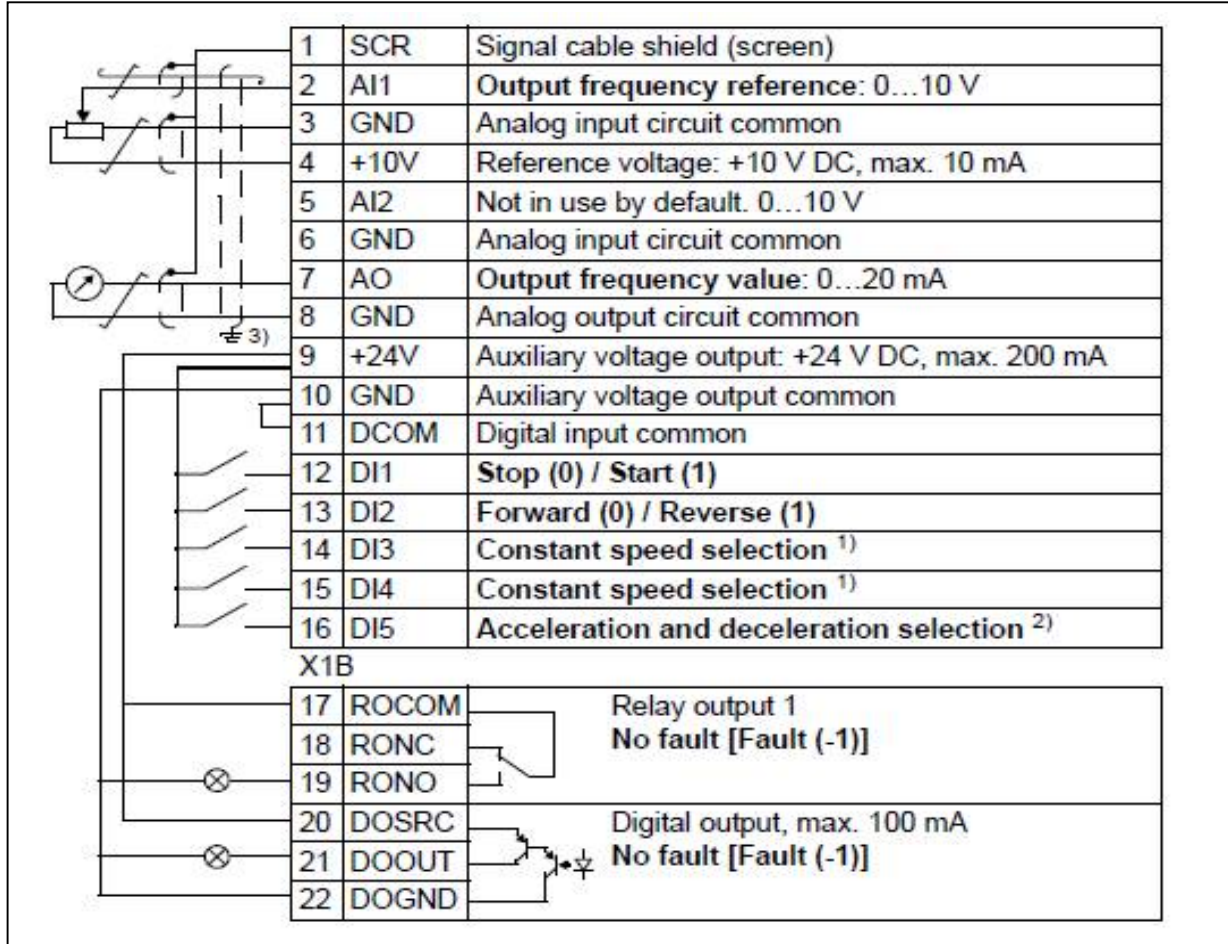 1 SCR Signal cable shield (screen)
2 AI1 Output frequency reference: 0…10 V
3 GND Analog input circuit common
4 +10V Reference voltage: +10 V DC, max. 10 mA
5 AI2 Not in use by default. 0…10 V
6 GND Analog input circuit common
7 AO Output frequency value: 0…20 mA
8 GND Analog output circuit common
3)
9 +24V Auxiliary voltage output: +24 V DC, max. 200 mA
10 GND Auxiliary voltage output common
11 DCOM Digital input common
12 DI1 Stop (0) / Start (1)
13 DI2 Forward (0) / Reverse (1)
14 DI3 Constant speed selection 1)
15 DI4 Constant speed selection 1)
16 DI5 Acceleration and deceleration selection 2)
X1B
17 ROCOM Relay output 1
18 RONC No fault [Fault (-1)]
19 RONO
20 DOSRC Digital output, max. 100 mA
21 DOOUT No fault [Fault (-1)]
22 DOGND